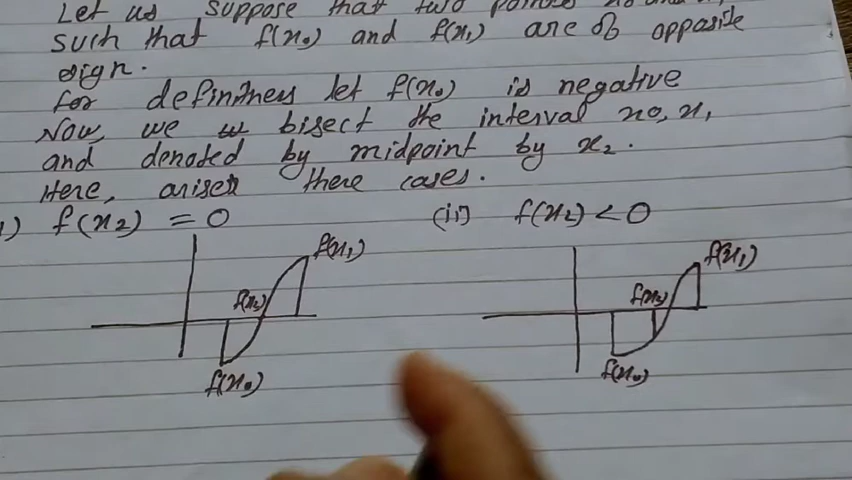 Let us suppose that two points
such that f(x₀) and f(x₁) are of opposite
sign.
for definitness let f(x₀) is negative
Now, we bisect the interval x0, x₁
and denoted by midpoint by x₂.
Here, arises there cases.
) f(x₂) = 0 (ii) f(x₂) < 0
f(x₁) f(x₁)
f(x₂) f(x₂)
f(x₀) f(x₀)